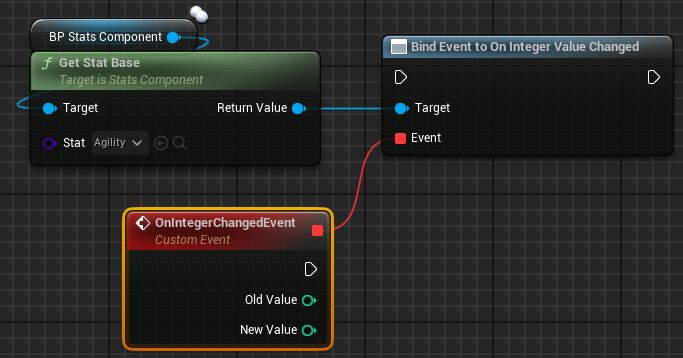 BP Stats Component
Bind Event to On Integer Value Changed
f Get Stat Base
Target is Stats Component
Target
Return Value
Target
Stat
Agility
Event
OnIntegerChangedEvent
Custom Event
Old Value
New Value